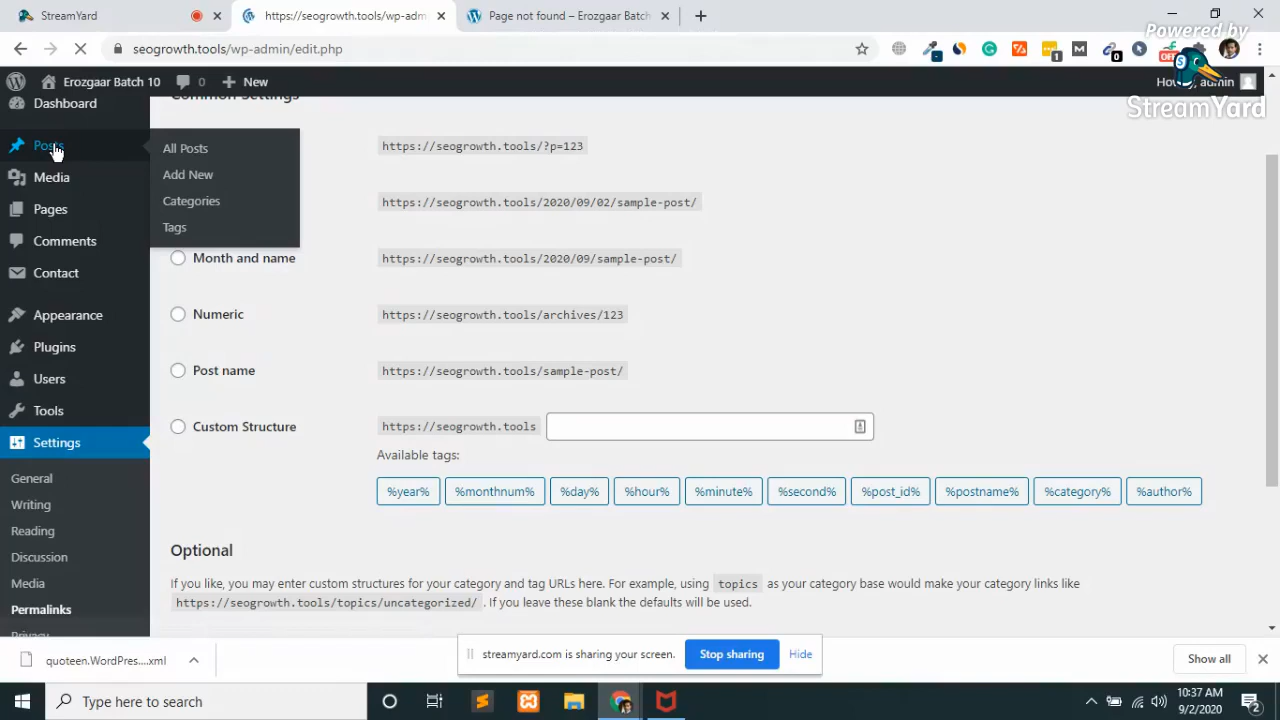 StreamYard
https://seogrowth.tools/wp-adm
Page not found – Erozgaar Batch
seogrowth.tools/wp-admin/edit.php
Powered by
StreamYard
Erozgaar Batch 10
0
New
admin
Dashboard
Common Settings
Posts
All Posts
Add New
Categories
Tags
Media
Pages
Comments
Contact
Appearance
Plugins
Users
Tools
Settings
General
Writing
Reading
Discussion
Media
Permalinks
Privacy
https://seogrowth.tools/?p=123
https://seogrowth.tools/2020/09/02/sample-post/
Month and name
https://seogrowth.tools/2020/09/sample-post/
Numeric
https://seogrowth.tools/archives/123
Post name
https://seogrowth.tools/sample-post/
Custom Structure
https://seogrowth.tools
Available tags:
%year% %monthnum% %day% %hour% %minute% %second% %post_id% %postname% %category% %author%
Optional
If you like, you may enter custom structures for your category and tag URLs here. For example, using topics as your category base would make your category links like
https://seogrowth.tools/topics/uncategorized/ . If you leave these blank the defaults will be used.
quoteen.WordPres....xml
streamyard.com is sharing your screen.
Stop sharing
Hide
Show all
Type here to search
10:37 AM
9/2/2020
2